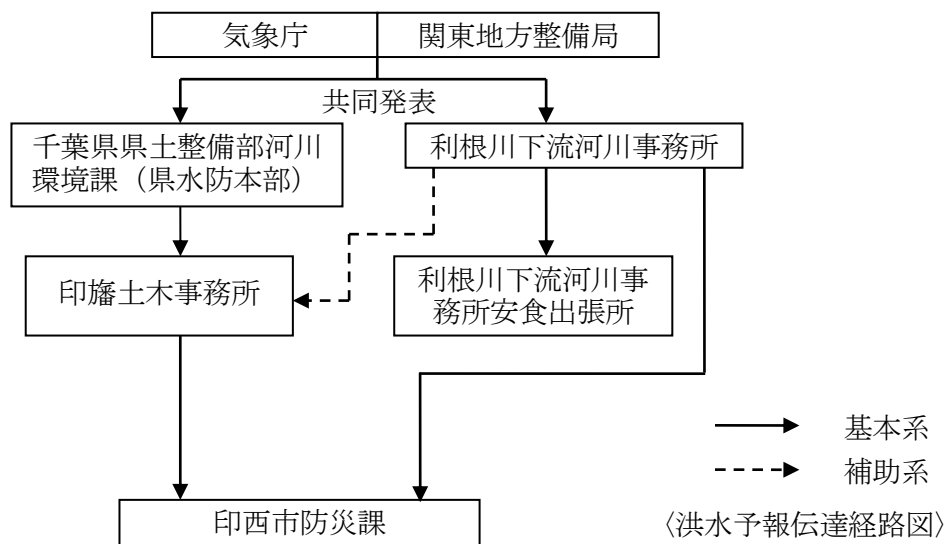 気象庁
関東地方整備局
共同発表
千葉県県土整備部河川
環境課（県水防本部）
利根川下流河川事務所
印旛土木事務所
利根川下流河川事
務所安食出張所
基本系
補助系
印西市防災課
〈洪水予報伝達経路図〉